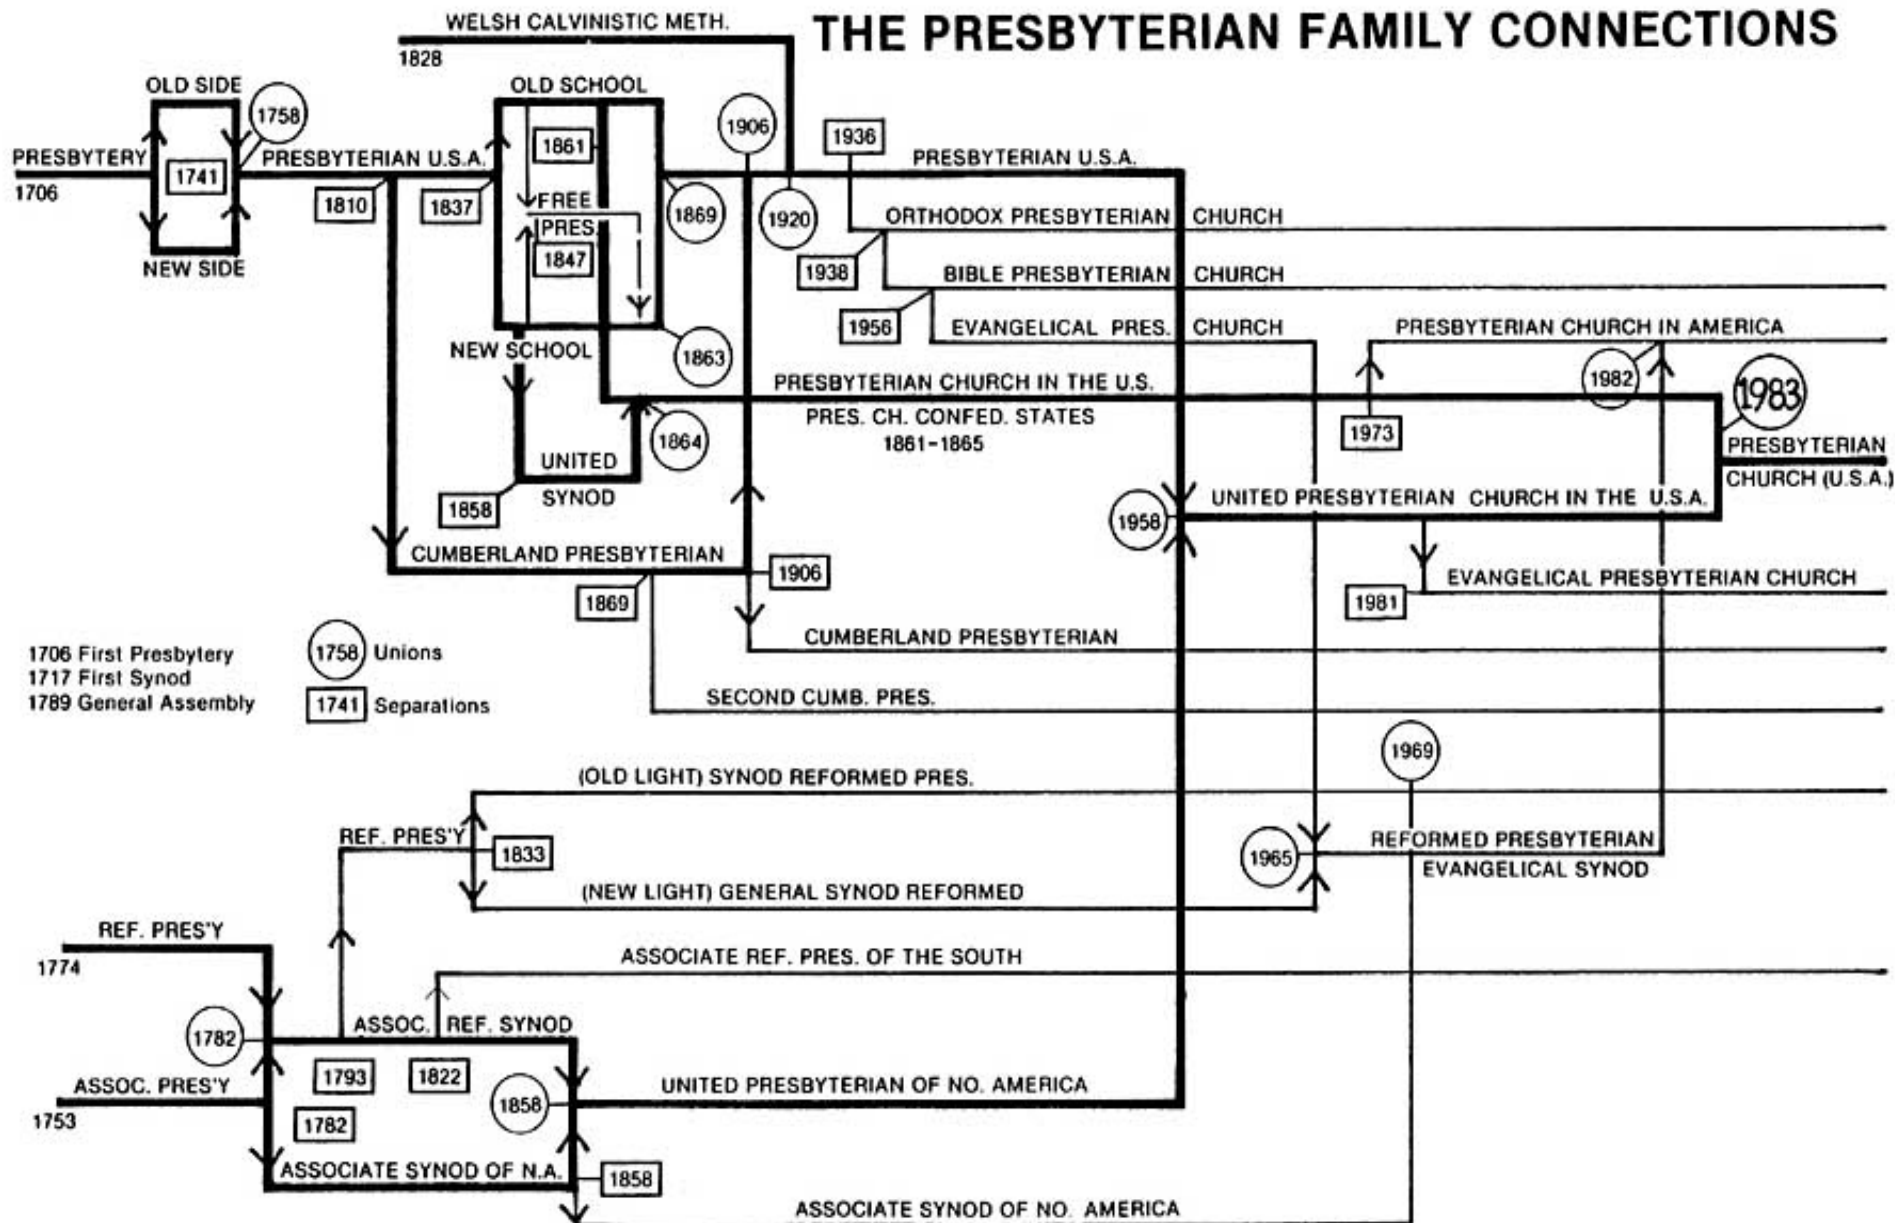 THE PRESBYTERIAN FAMILY CONNECTIONS
WELSH CALVINISTIC METH.
1828
OLD SIDE
1758
OLD SCHOOL
1906
1936
1861
PRESBYTERY
1741
PRESBYTERIAN U.S.A.
PRESBYTERIAN U.S.A.
1706
1810
1837
FREE
PRES.
1869
1920
ORTHODOX PRESBYTERIAN CHURCH
NEW SIDE
1847
1938
BIBLE PRESBYTERIAN CHURCH
1956
EVANGELICAL PRES. CHURCH
PRESBYTERIAN CHURCH IN AMERICA
NEW SCHOOL
1863
PRESBYTERIAN CHURCH IN THE U.S.
1982
1983
PRES. CH. CONFED. STATES
1861-1865
1973
1864
PRESBYTERIAN
CHURCH (U.S.A.)
UNITED
SYNOD
1858
1958
UNITED PRESBYTERIAN CHURCH IN THE U.S.A.
CUMBERLAND PRESBYTERIAN
1906
1869
EVANGELICAL PRESBYTERIAN CHURCH
1981
CUMBERLAND PRESBYTERIAN
1706 First Presbytery
1717 First Synod
1789 General Assembly
1758 Unions
1741 Separations
SECOND CUMB. PRES.
1969
(OLD LIGHT) SYNOD REFORMED PRES.
REF. PRES'Y
1833
1965
REFORMED PRESBYTERIAN
EVANGELICAL SYNOD
(NEW LIGHT) GENERAL SYNOD REFORMED
REF. PRES'Y
1774
ASSOCIATE REF. PRES. OF THE SOUTH
1782
ASSOC. REF. SYNOD
1793
1822
ASSOC. PRES'Y
1753
1782
1858
UNITED PRESBYTERIAN OF NO. AMERICA
ASSOCIATE SYNOD OF N.A.
1858
ASSOCIATE SYNOD OF NO. AMERICA